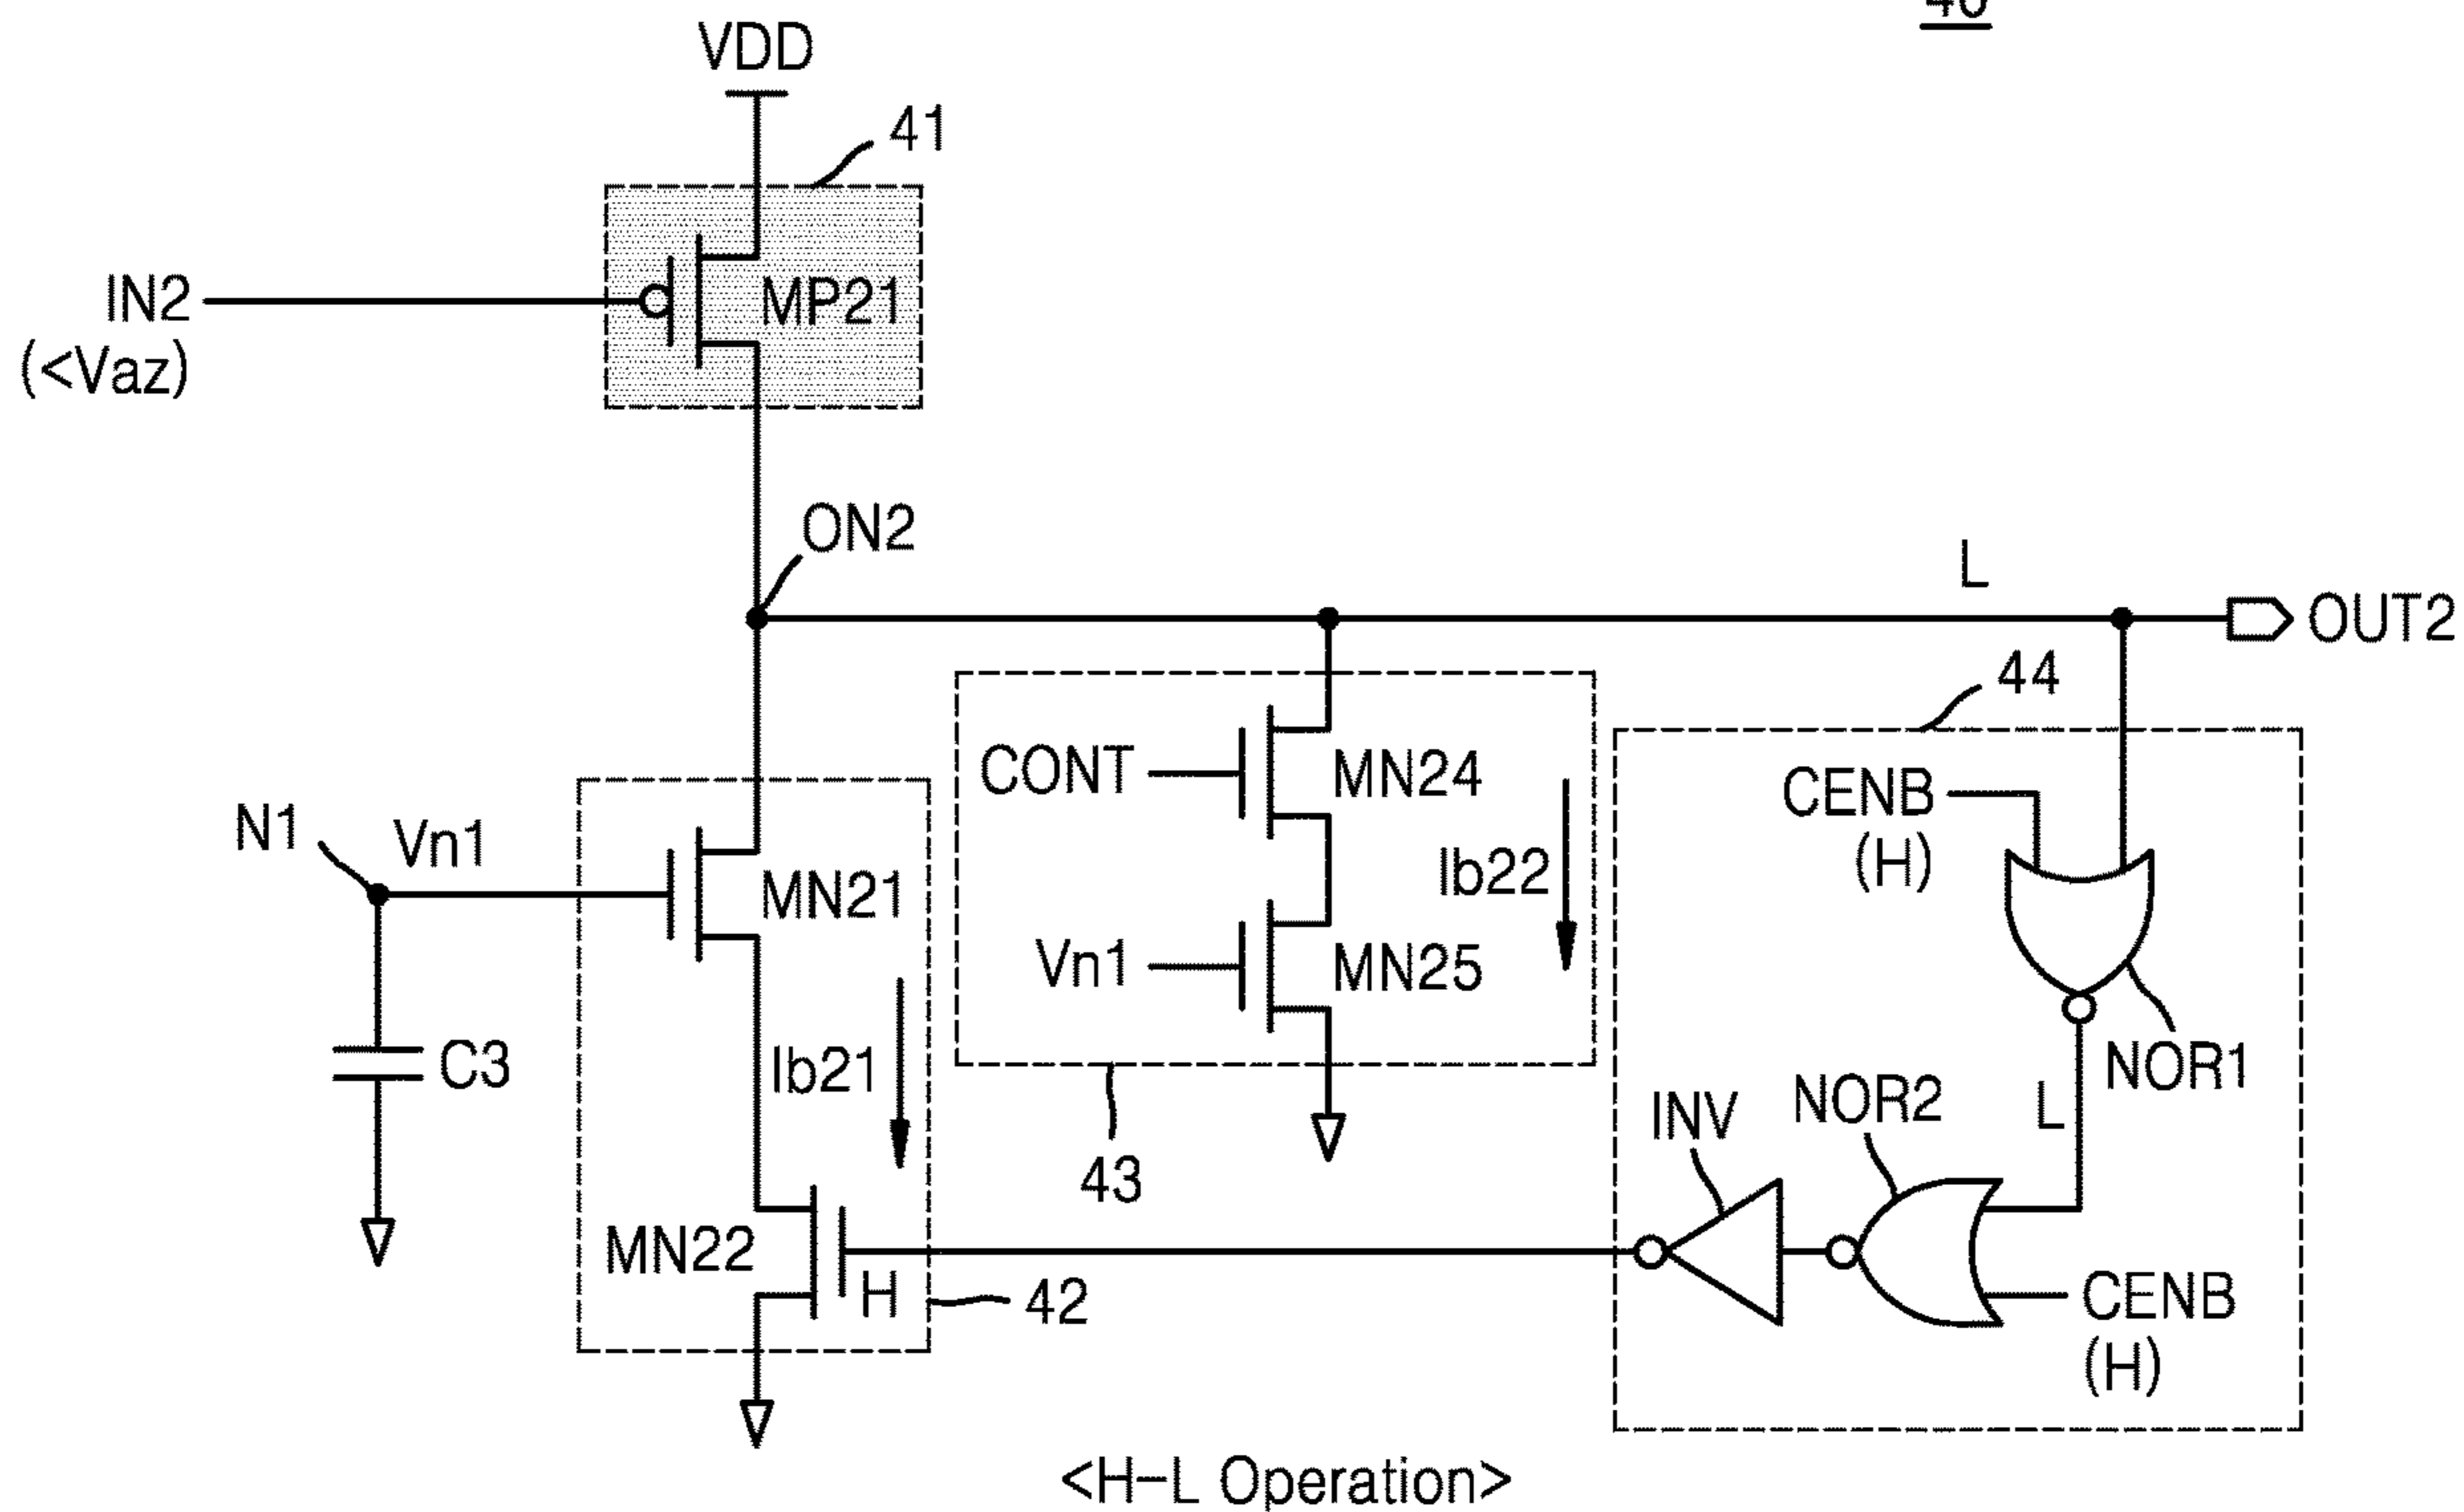 VDD
41
IN2
(<Vaz)
MP21
ON2
L
OUT2
44
CONT
MN24
CENB
(H)
N1
Vn1
MN21
Ib22
Vn1
MN25
C3
Ib21
NOR1
L
NOR2
INV
43
MN22
H
42
CENB
(H)
<H-L Operation>